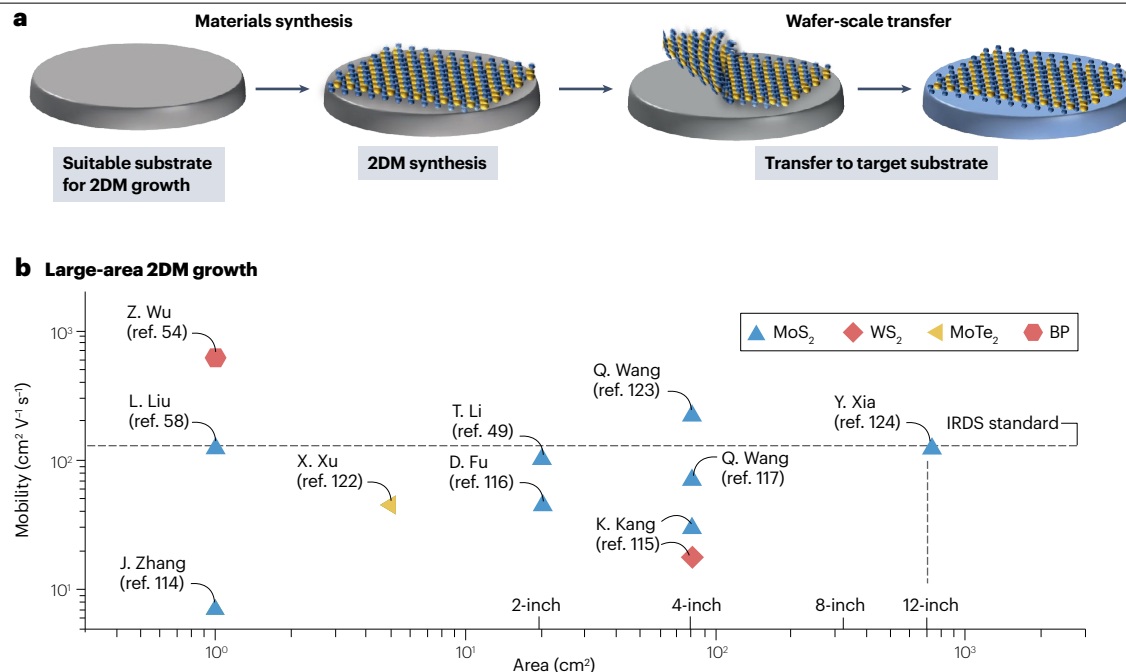 a
Materials synthesis
Wafer-scale transfer
Suitable substrate
for 2DM growth
2DM synthesis
Transfer to target substrate
b Large-area 2DM growth
Mobility (cm² V⁻¹ s⁻¹)
10³
10²
10¹
Z. Wu
(ref. 54)
L. Liu
(ref. 58)
J. Zhang
(ref. 114)
X. Xu
(ref. 122)
T. Li
(ref. 49)
D. Fu
(ref. 116)
Q. Wang
(ref. 123)
Q. Wang
(ref. 117)
K. Kang
(ref. 115)
Y. Xia
(ref. 124)
IRDS standard
MoS₂ WS₂ MoTe₂ BP
2-inch 4-inch 8-inch 12-inch
10⁰ 10¹ 10² 10³
Area (cm²)